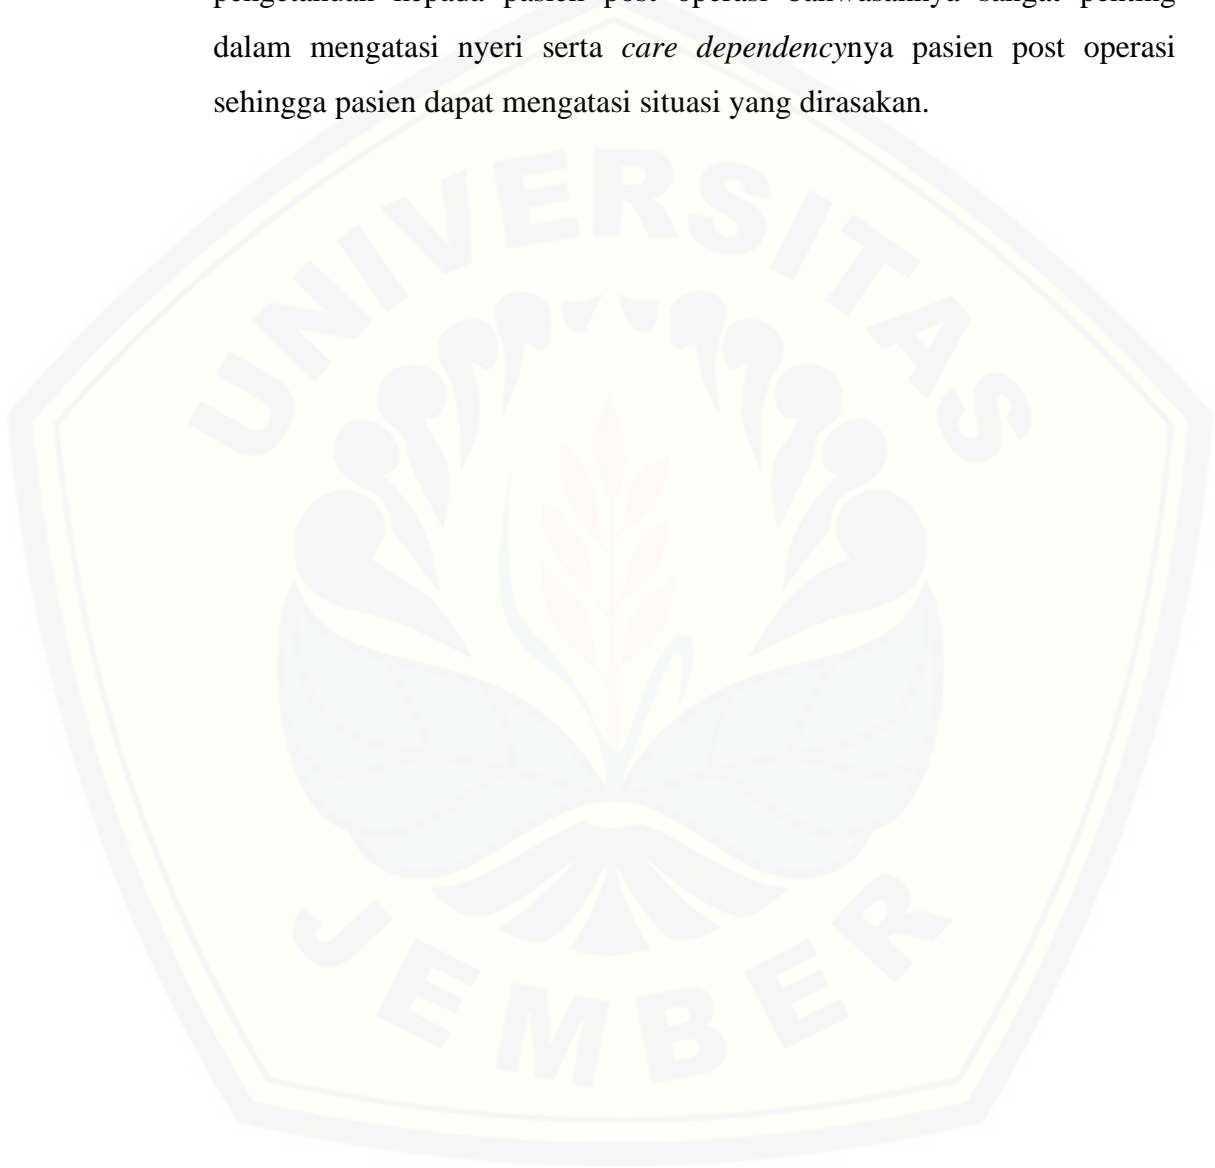 pengetahuan kepada pasien post operasi bahwasannya sangat penting
dalam mengatasi nyeri serta care dependencynya pasien post operasi
sehingga pasien dapat mengatasi situasi yang dirasakan.
UNIVERSITAS
JEMBER